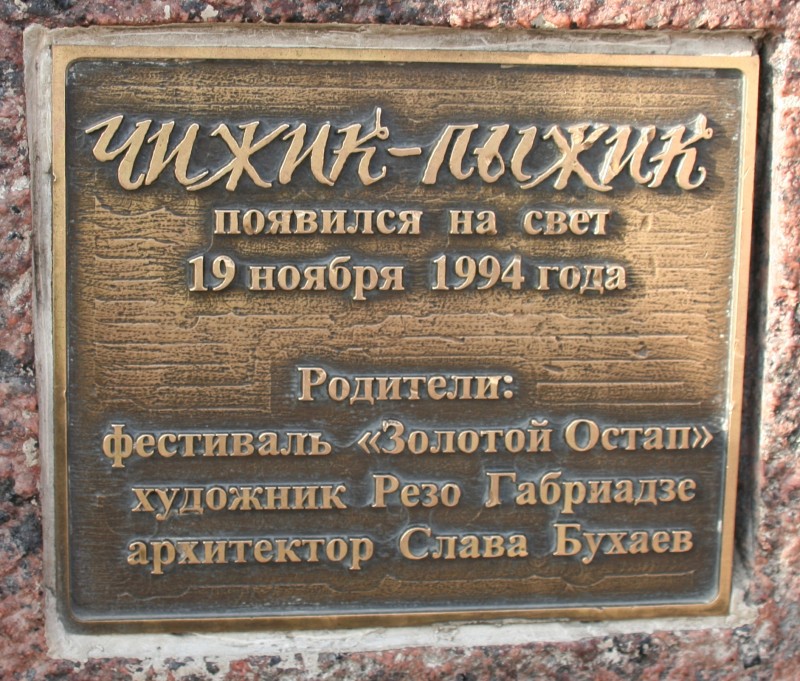 ЧИЖИК-ПЫЖИК
появился на свет
19 ноября 1994 года
Родители:
фестиваль «Золотой Остап»
художник Резо Габриадзе
архитектор Слава Бухаев